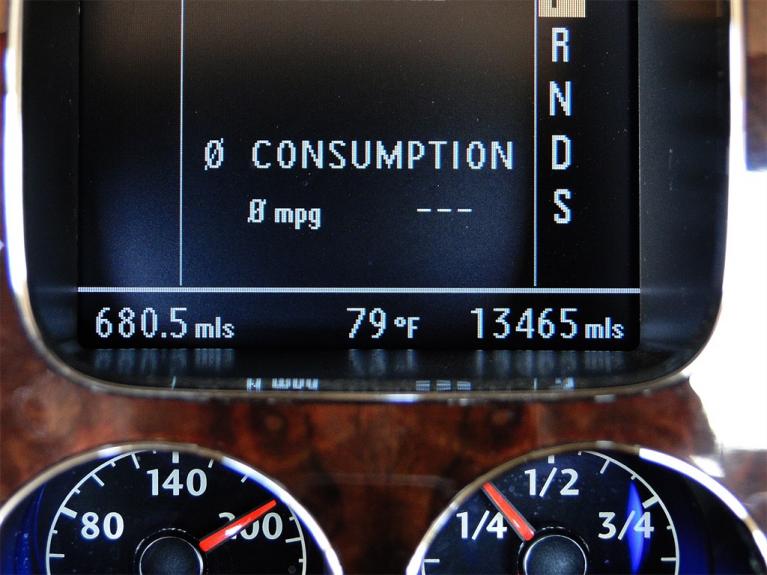 R
N
Ø CONSUMPTION D
Ø mpg --- S
680.5 mls 79 °F 13465 mls
140 1/2
80 200 1/4 3/4